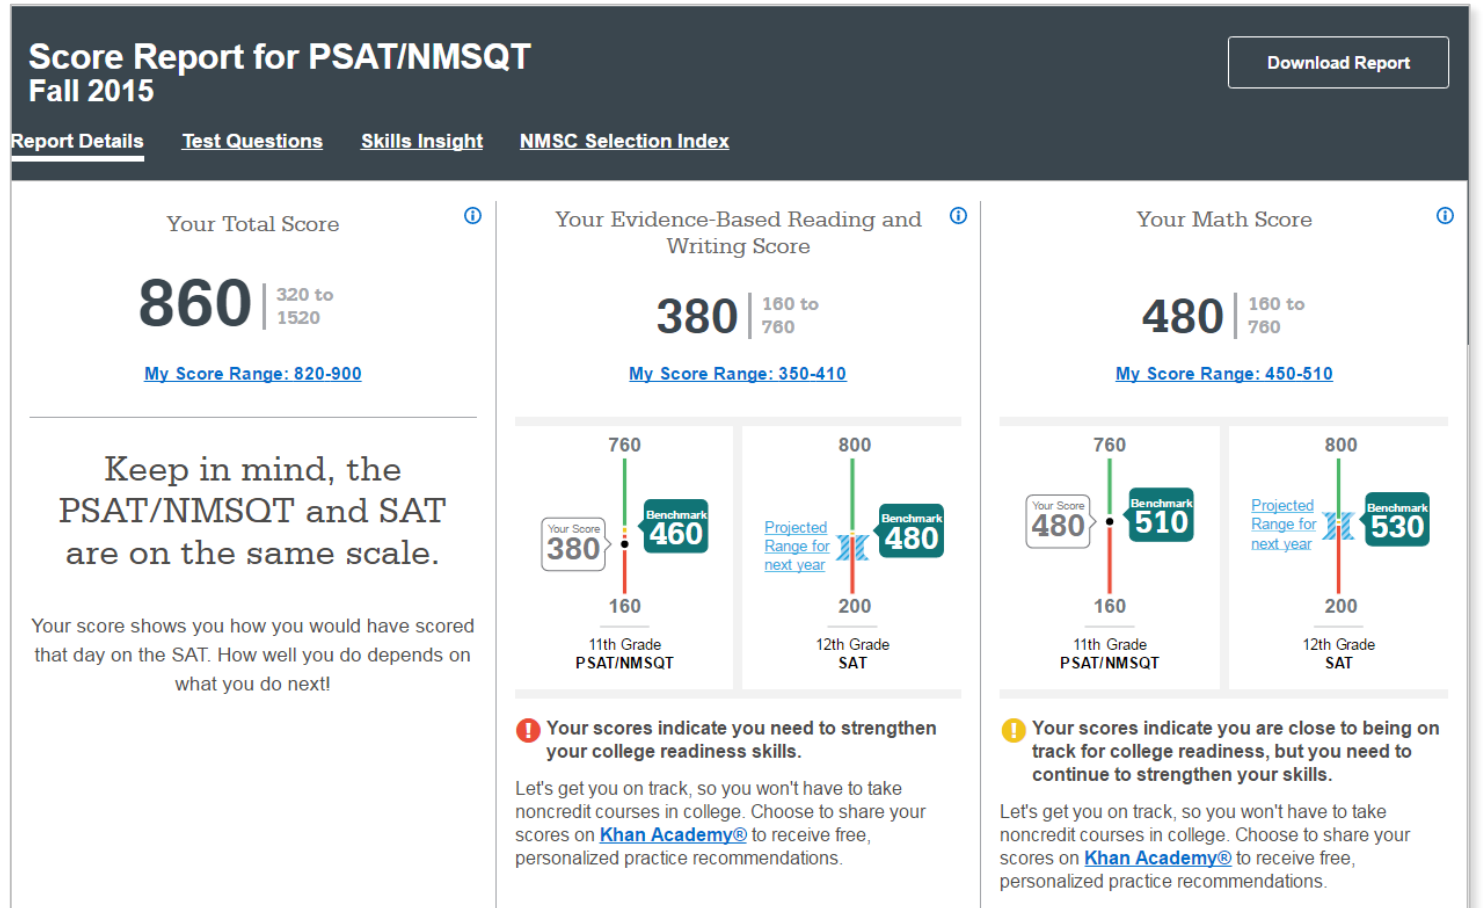 Score Report for PSAT/NMSQT
Fall 2015
Download Report
Report Details
Test Questions
Skills Insight
NMSC Selection Index
Your Total Score
860
320 to
1520
My Score Range: 820-900
Keep in mind, the
PSAT/NMSQT and SAT
are on the same scale.
Your score shows you how you would have scored
that day on the SAT. How well you do depends on
what you do next!
Your Evidence-Based Reading and
Writing Score
380
160 to
760
My Score Range: 350-410
760
Your Score
380
Benchmark
460
160
11th Grade
PSAT/NMSQT
800
Projected
Range for
next year
Benchmark
480
200
12th Grade
SAT
Your scores indicate you need to strengthen
your college readiness skills.
Let's get you on track, so you won't have to take
noncredit courses in college. Choose to share your
scores on Khan Academy® to receive free,
personalized practice recommendations.
Your Math Score
480
160 to
760
My Score Range: 450-510
760
Your Score
480
Benchmark
510
160
11th Grade
PSAT/NMSQT
800
Projected
Range for
next year
Benchmark
530
200
12th Grade
SAT
Your scores indicate you are close to being on
track for college readiness, but you need to
continue to strengthen your skills.
Let's get you on track, so you won't have to take
noncredit courses in college. Choose to share your
scores on Khan Academy® to receive free,
personalized practice recommendations.